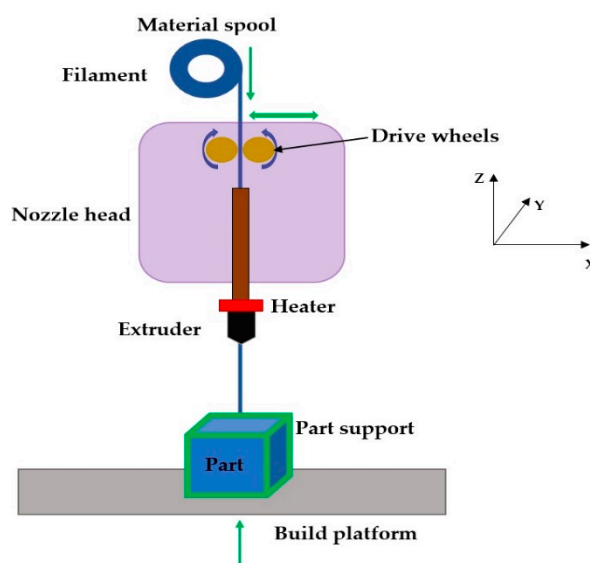 Material spool
Filament
Drive wheels
Z
Y
X
Nozzle head
Heater
Extruder
Part support
Part
Build platform